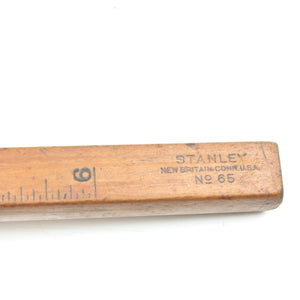 6
STANLEY
NEW BRITAIN, CONN. U.S.A.
No 65